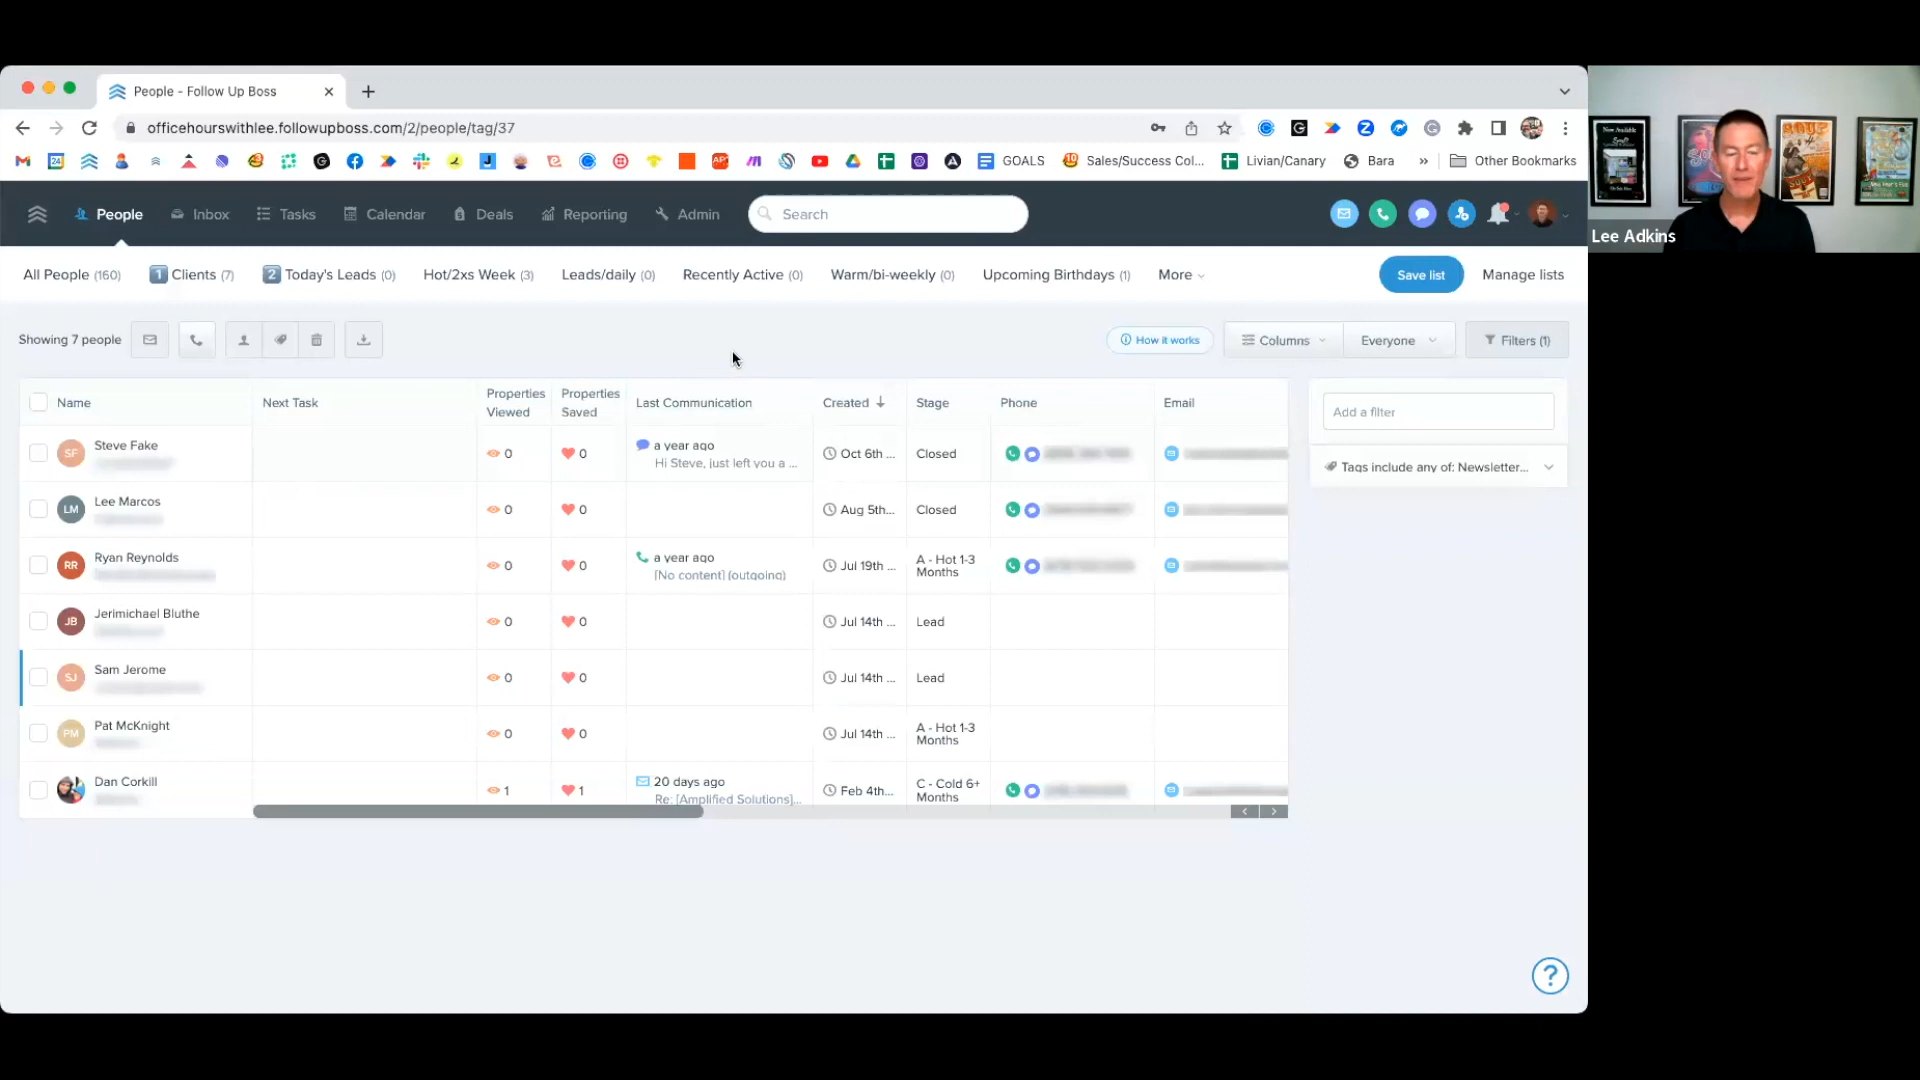 People - Follow Up Boss
officehourswithlee.followupboss.com/2/people/tag/37
GOALS
Sales/Success Col...
Livian/Canary
Bara
»
Other Bookmarks
People
Inbox
Tasks
Calendar
Deals
Reporting
Admin
Search
Lee Adkins
All People (160)
1 Clients (7)
2 Today's Leads (0)
Hot/2xs Week (3)
Leads/daily (0)
Recently Active (0)
Warm/bi-weekly (0)
Upcoming Birthdays (1)
More
Save list
Manage lists
Showing 7 people
How it works
Columns
Everyone
Filters (1)
Name
Next Task
Properties Viewed
Properties Saved
Last Communication
Created
Stage
Phone
Email
Add a filter
Tags include any of: Newsletter...
SF Steve Fake 0 0 a year ago Oct 6th ... Closed
Hi Steve, just left you a ...
LM Lee Marcos 0 0 Aug 5th... Closed
RR Ryan Reynolds 0 0 a year ago Jul 19th ... A - Hot 1-3 Months
[No content] (outgoing)
JB Jerimichael Bluthe 0 0 Jul 14th ... Lead
SJ Sam Jerome 0 0 Jul 14th ... Lead
PM Pat McKnight 0 0 Jul 14th ... A - Hot 1-3 Months
Dan Corkill 1 1 20 days ago Feb 4th... C - Cold 6+ Months
Re: [Amplified Solutions]...
?